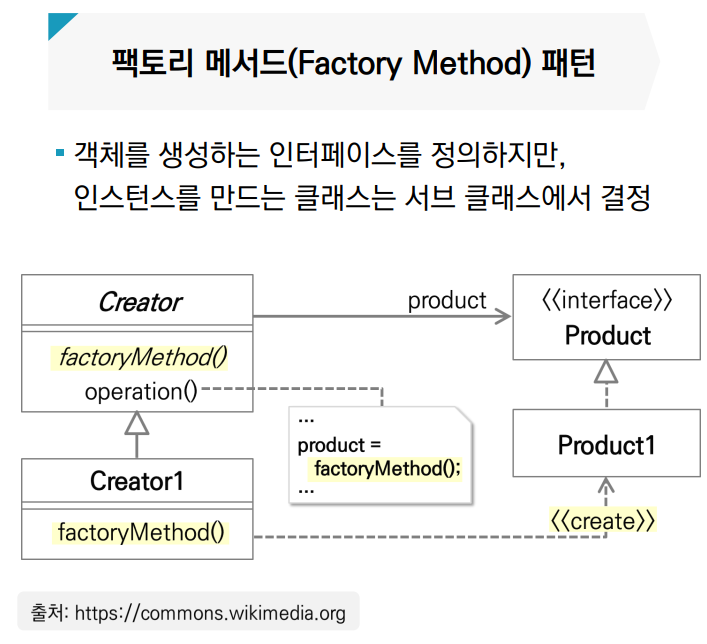 팩토리 메서드(Factory Method) 패턴
객체를 생성하는 인터페이스를 정의하지만,
인스턴스를 만드는 클래스는 서브 클래스에서 결정
Creator
factoryMethod()
operation()
product
<<interface>>
Product
...
product =
factoryMethod();
...
Product1
Creator1
factoryMethod()
<<create>>
출처: https://commons.wikimedia.org